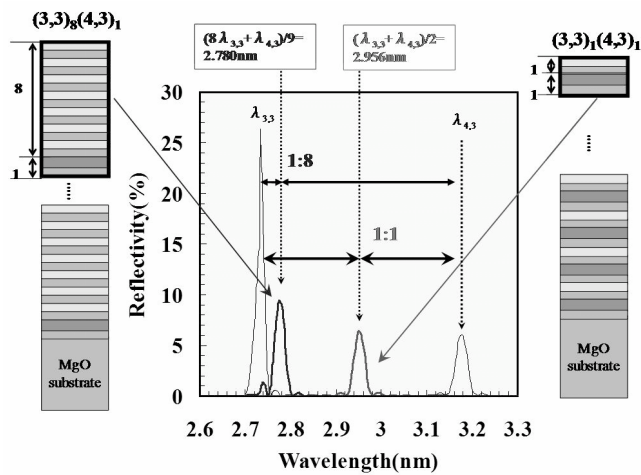 (3,3)₈(4,3)₁
8
1
MgO
substrate
(8 λ₃,₃+ λ₄,₃)/9=
2.780nm
(λ₃,₃+ λ₄,₃)/2=
2.956nm
(3,3)₁(4,3)₁
1
1
MgO
substrate
30
25
20
15
10
5
0
Reflectivity(%)
λ₃,₃
λ₄,₃
1:8
1:1
2.6 2.7 2.8 2.9 3 3.1 3.2 3.3
Wavelength(nm)